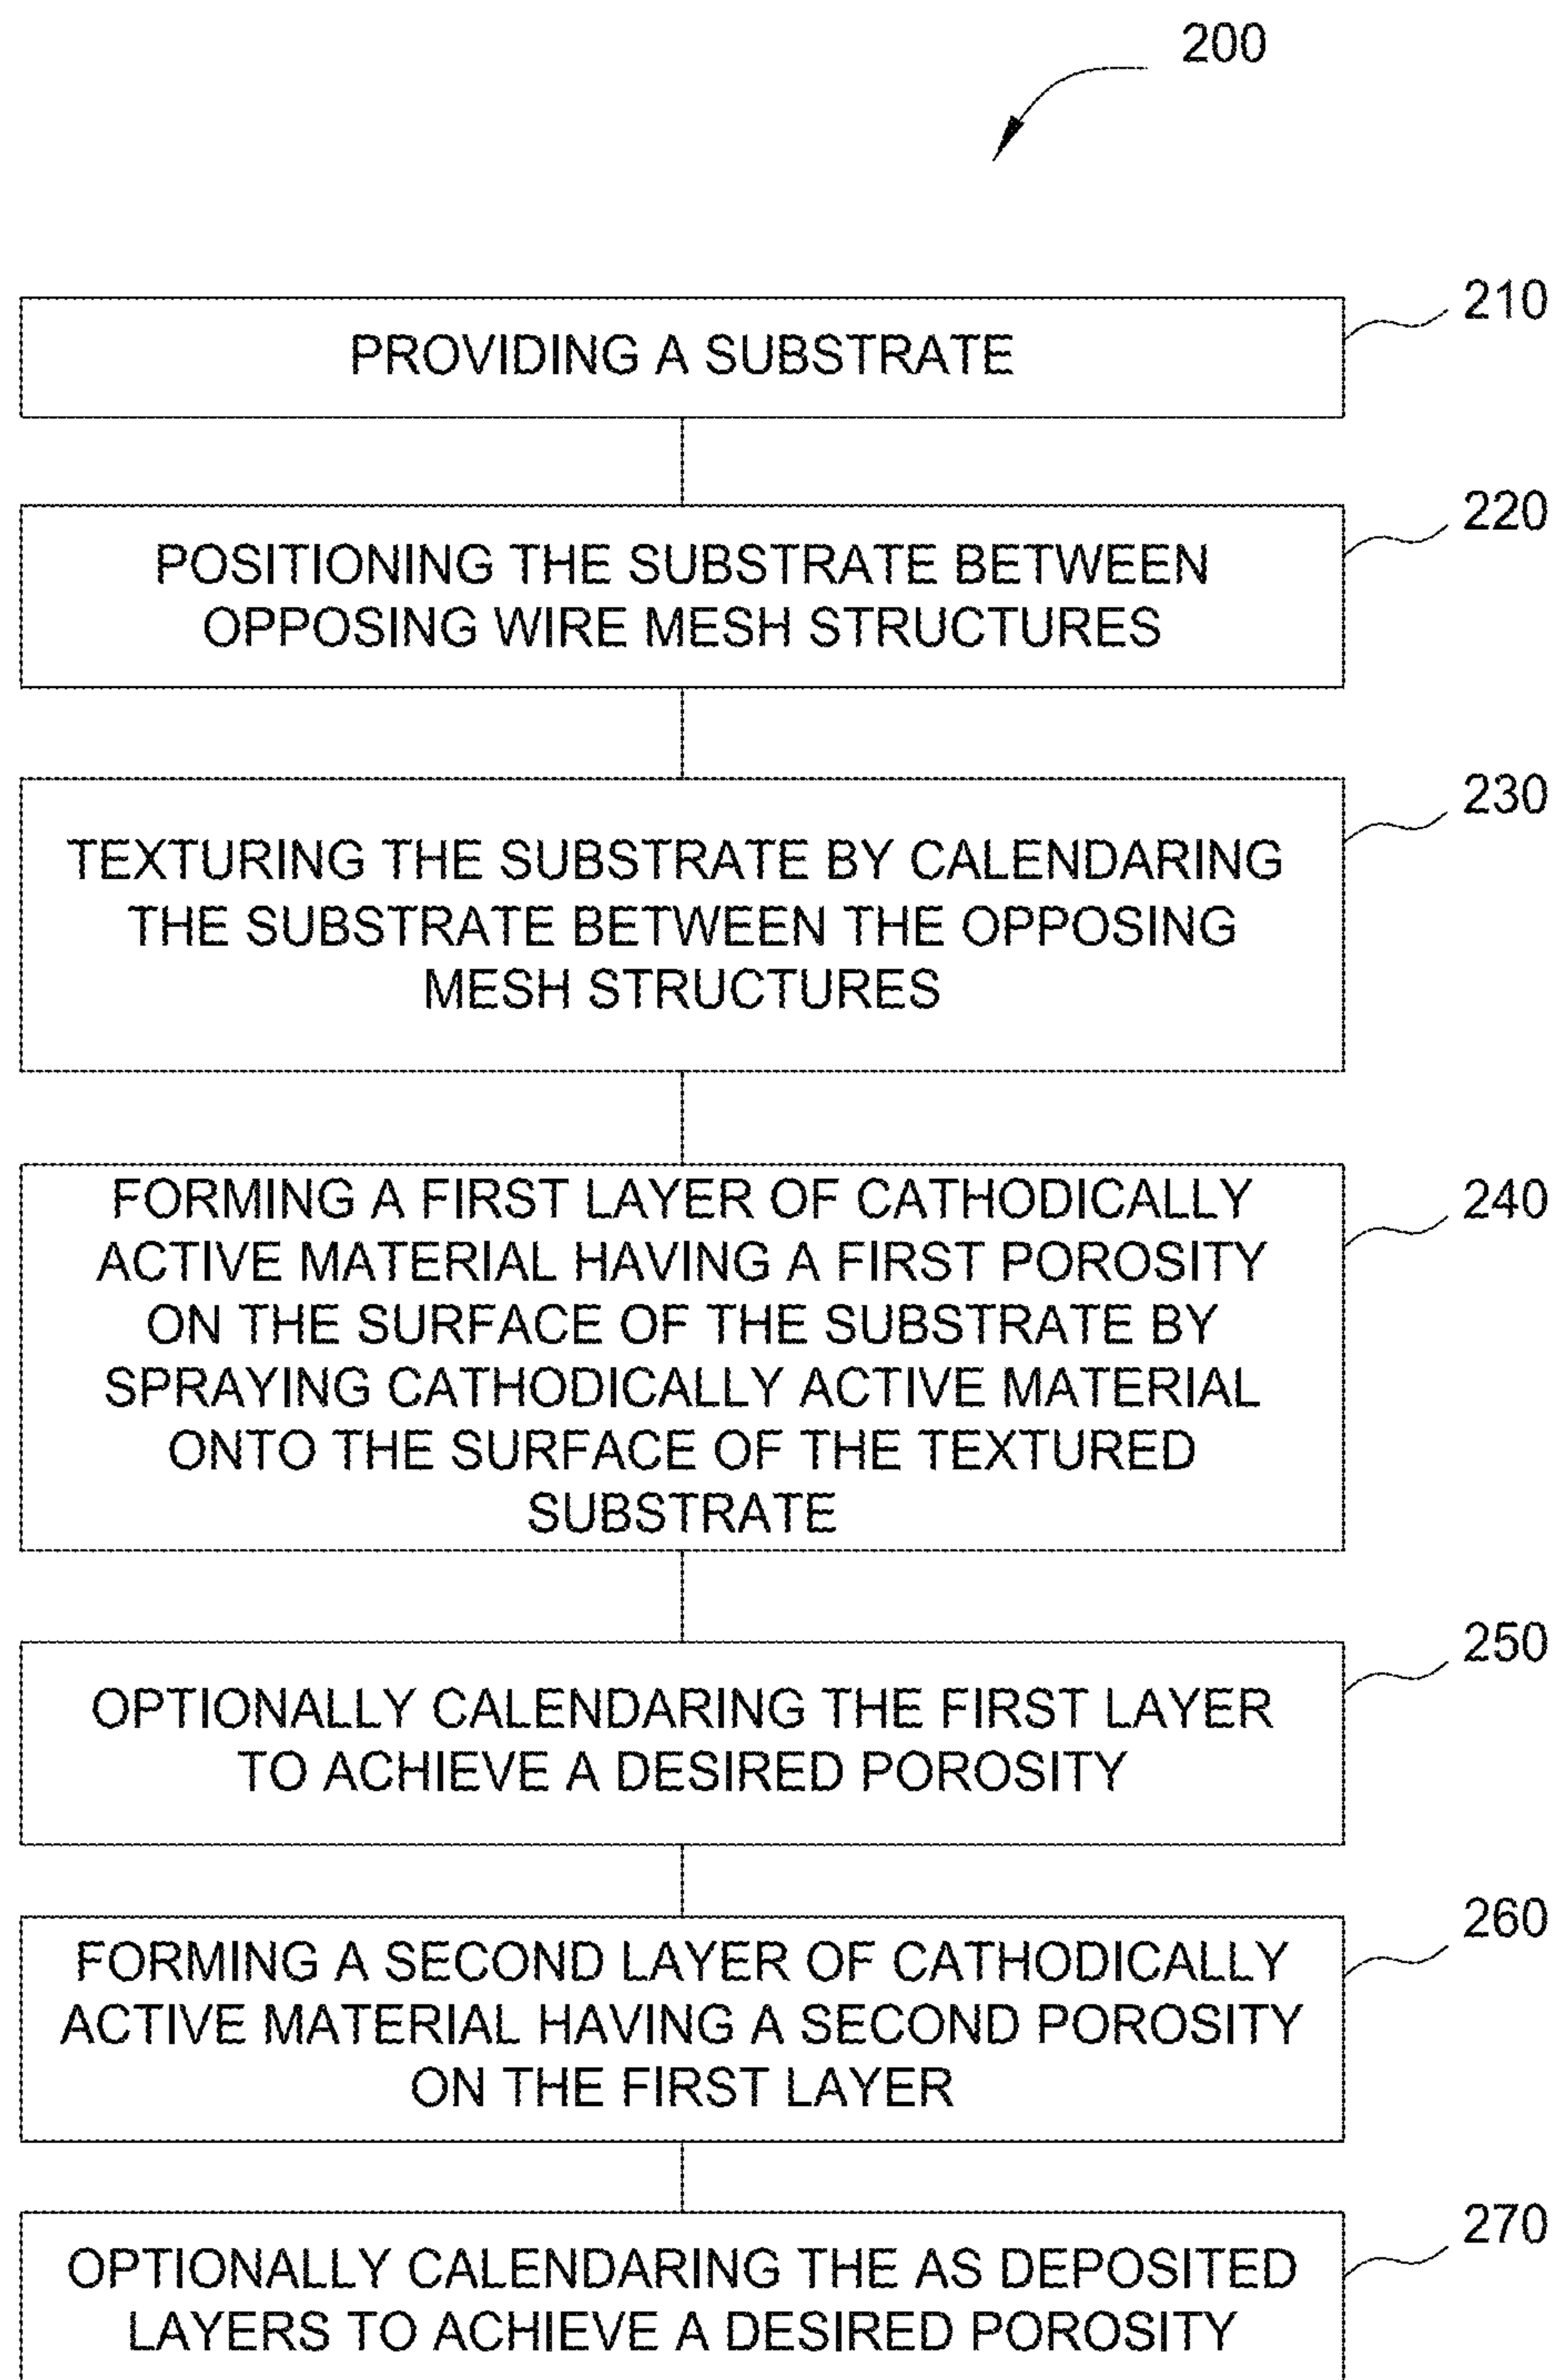 200
210
PROVIDING A SUBSTRATE
220
POSITIONING THE SUBSTRATE BETWEEN
OPPOSING WIRE MESH STRUCTURES
230
TEXTURING THE SUBSTRATE BY CALENDARING
THE SUBSTRATE BETWEEN THE OPPOSING
MESH STRUCTURES
240
FORMING A FIRST LAYER OF CATHODICALLY
ACTIVE MATERIAL HAVING A FIRST POROSITY
ON THE SURFACE OF THE SUBSTRATE BY
SPRAYING CATHODICALLY ACTIVE MATERIAL
ONTO THE SURFACE OF THE TEXTURED
SUBSTRATE
250
OPTIONALLY CALENDARING THE FIRST LAYER
TO ACHIEVE A DESIRED POROSITY
260
FORMING A SECOND LAYER OF CATHODICALLY
ACTIVE MATERIAL HAVING A SECOND POROSITY
ON THE FIRST LAYER
270
OPTIONALLY CALENDARING THE AS DEPOSITED
LAYERS TO ACHIEVE A DESIRED POROSITY